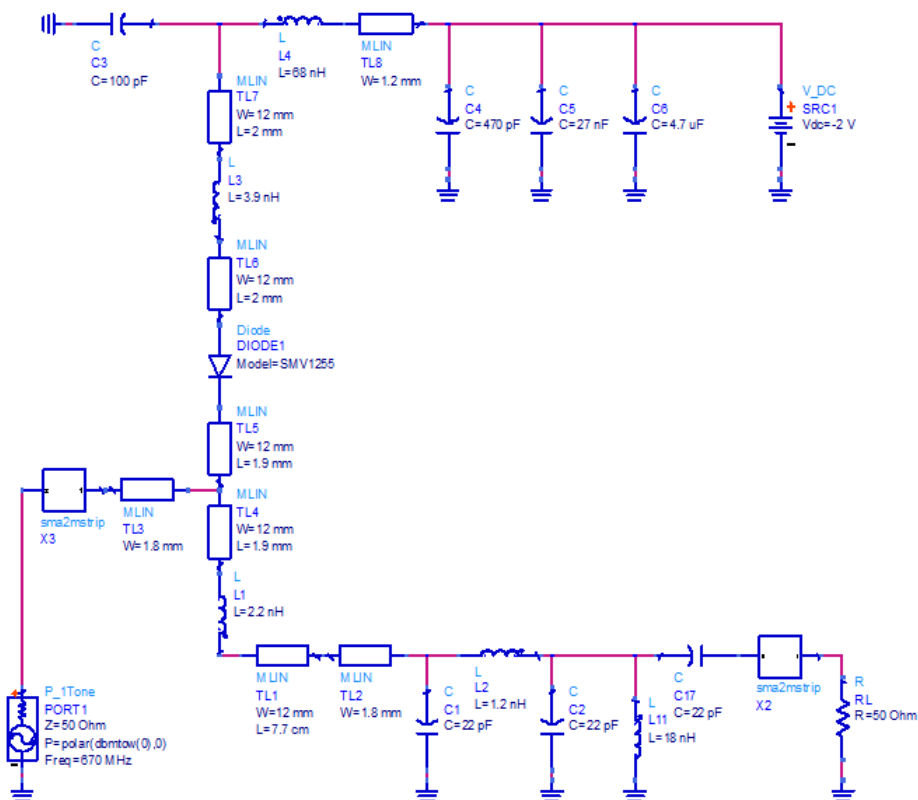 C
C3
C=100 pF
L
L4
L=68 nH
MLIN
TL8
W=1.2 mm
C
C4
C=470 pF
C
C5
C=27 nF
C
C6
C=4.7 uF
V_DC
SRC1
Vdc=-2 V
MLIN
TL7
W=12 mm
L=2 mm
L
L3
L=3.9 nH
MLIN
TL6
W=12 mm
L=2 mm
Diode
DIODE1
Model=SMV1255
MLIN
TL5
W=12 mm
L=1.9 mm
sma2mstrip
X3
MLIN
TL3
W=1.8 mm
MLIN
TL4
W=12 mm
L=1.9 mm
L
L1
L=2.2 nH
P_1Tone
PORT1
Z=50 Ohm
P=polar(dbmtow(0),0)
Freq=670 MHz
MLIN
TL1
W=12 mm
L=7.7 cm
MLIN
TL2
W=1.8 mm
C
C1
C=22 pF
L
L2
L=1.2 nH
C
C2
C=22 pF
L
L11
L=18 nH
C
C17
C=22 pF
sma2mstrip
X2
R
RL
R=50 Ohm